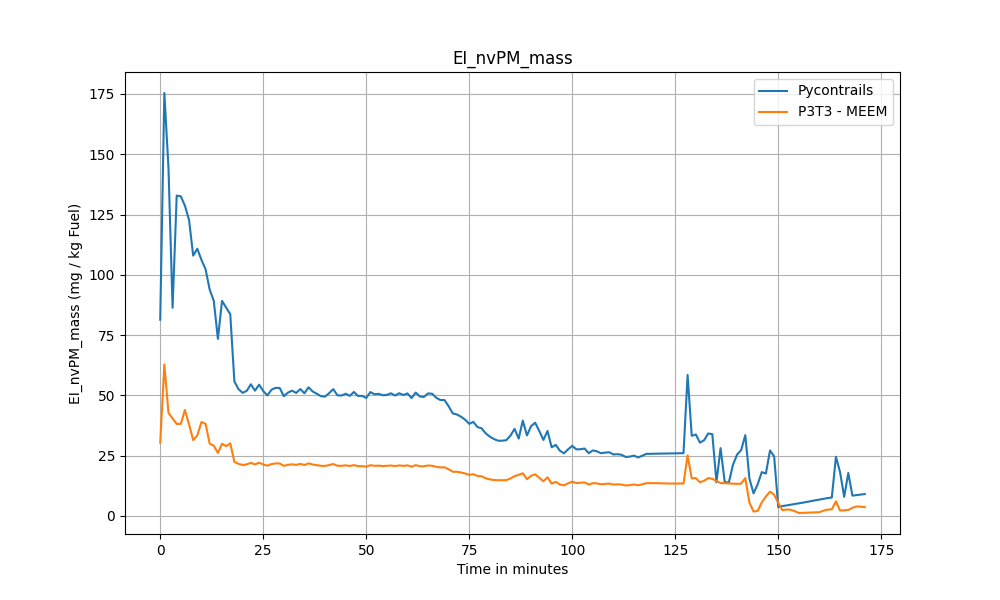 EI_nvPM_mass
Pycontrails
P3T3 - MEEM
EI_nvPM_mass (mg / kg Fuel)
175
150
125
100
75
50
25
0
0 25 50 75 100 125 150 175
Time in minutes